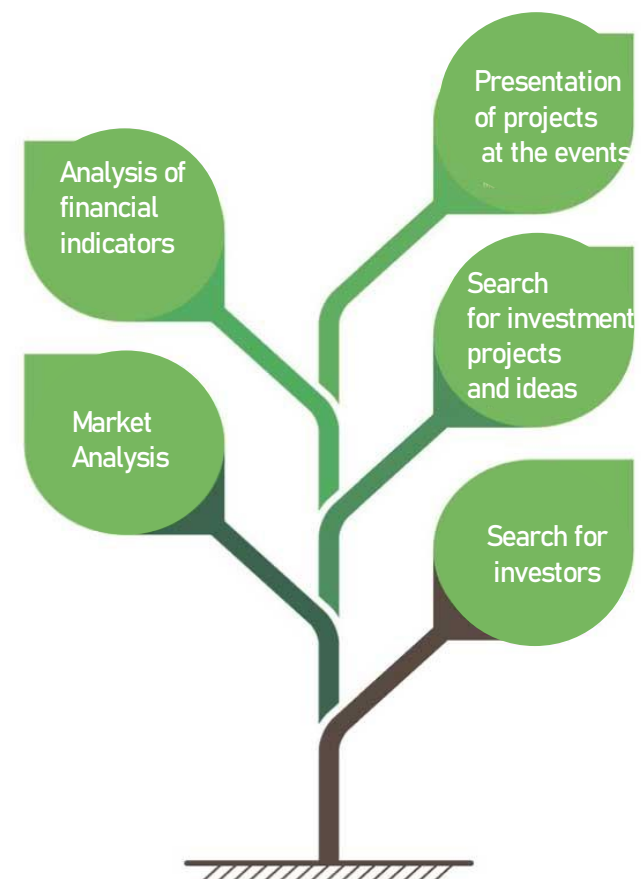 Presentation
of projects
at the events
Analysis of
financial
indicators
Search
for investment
projects
and ideas
Market
Analysis
Search for
investors